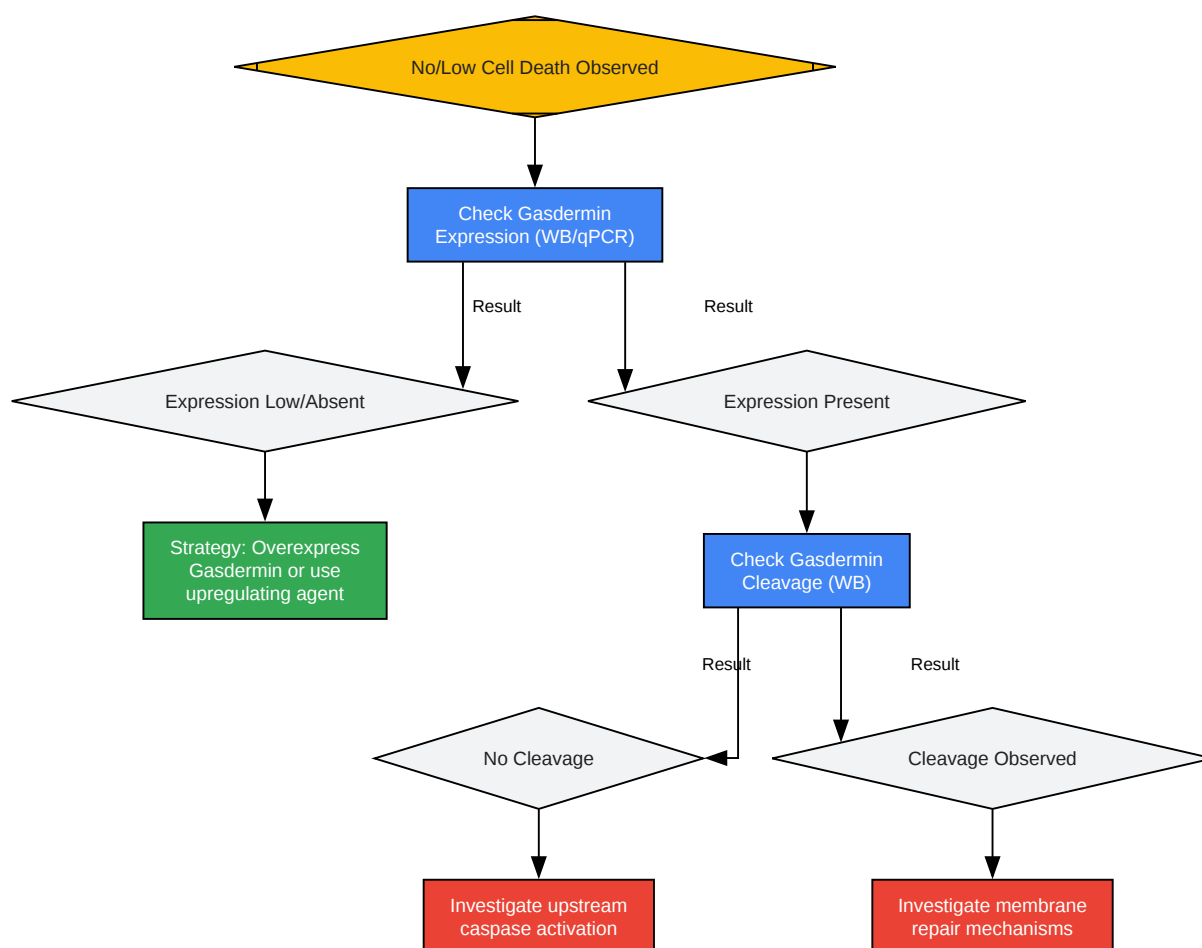 No/Low Cell Death Observed
Check Gasdermin
Expression (WB/qPCR)
Result
Result
Expression Low/Absent
Expression Present
Strategy: Overexpress
Gasdermin or use
upregulating agent
Check Gasdermin
Cleavage (WB)
Result
Result
No Cleavage
Cleavage Observed
Investigate upstream
caspase activation
Investigate membrane
repair mechanisms